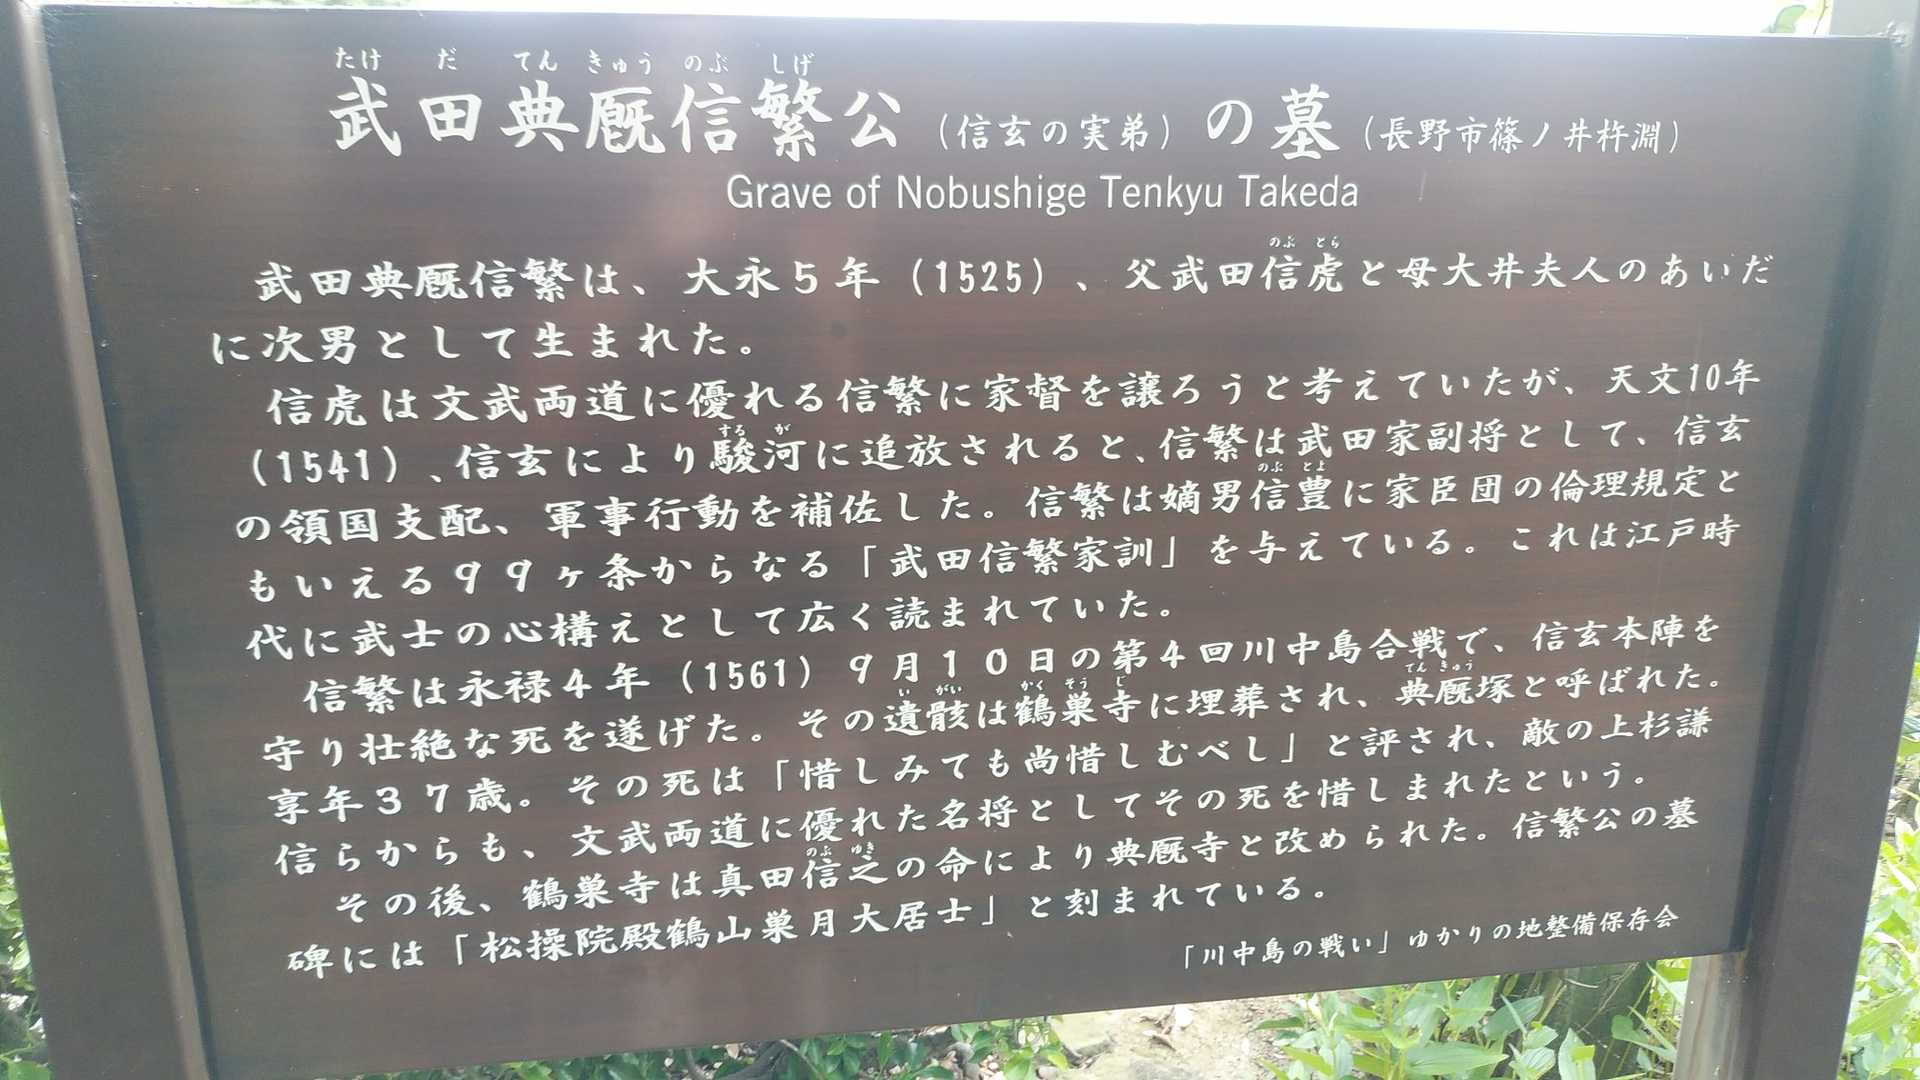 たけ だ てん きゅう のぶ しげ
武田典厩信繁公（信玄の実弟）の墓（長野市篠ノ井杵淵）
Grave of Nobushige Tenkyu Takeda
のぶ とら
武田典厩信繁は、大永５年（1525）、父武田信虎と母大井夫人のあいだ
に次男として生まれた。
信虎は文武両道に優れる信繁に家督を譲ろうと考えていたが、天文10年
する が
（1541）、信玄により駿河に追放されると、信繁は武田家副将として、信玄
のぶ とよ
の領国支配、軍事行動を補佐した。信繁は嫡男信豊に家臣団の倫理規定と
もいえる９９ヶ条からなる「武田信繁家訓」を与えている。これは江戸時
代に武士の心構えとして広く読まれていた。
信繁は永禄４年（1561）９月１０日の第４回川中島合戦で、信玄本陣を
い がい かく そう じ てん きゅう
守り壮絶な死を遂げた。その遺骸は鶴巣寺に埋葬され、典厩塚と呼ばれた。
享年３７歳。その死は「惜しみても尚惜しむべし」と評され、敵の上杉謙
信らからも、文武両道に優れた名将としてその死を惜しまれたという。
のぶ ゆき
その後、鶴巣寺は真田信之の命により典厩寺と改められた。信繁公の墓
碑には「松操院殿鶴山巣月大居士」と刻まれている。
「川中島の戦い」ゆかりの地整備保存会